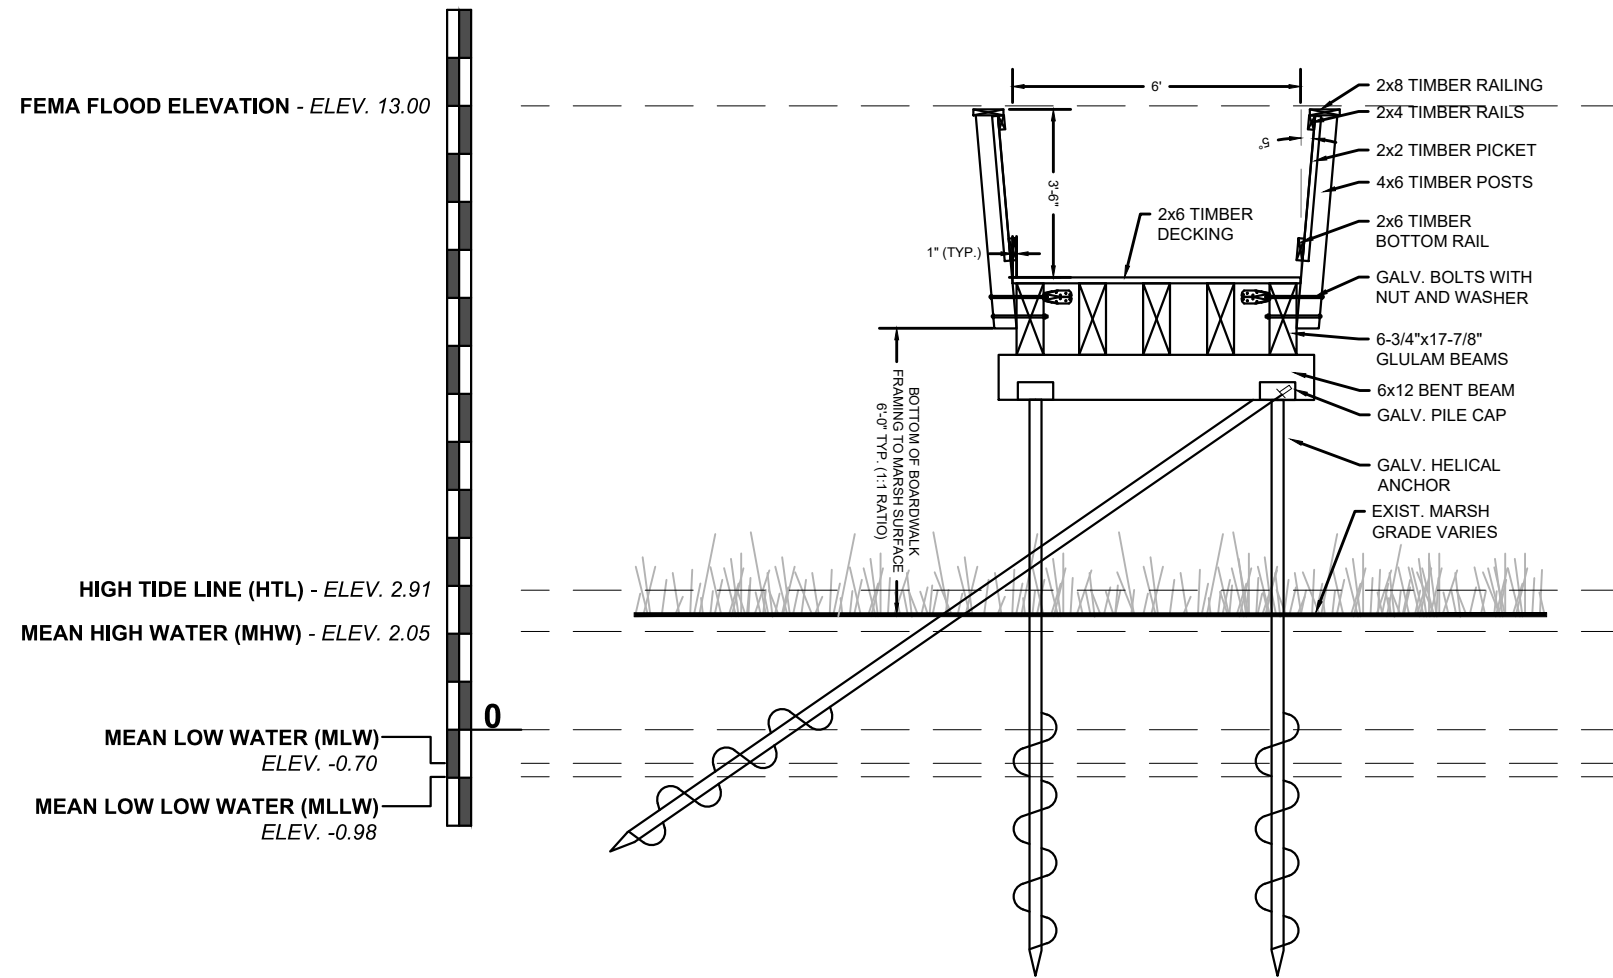 FEMA FLOOD ELEVATION - ELEV. 13.00
HIGH TIDE LINE (HTL) - ELEV. 2.91
MEAN HIGH WATER (MHW) - ELEV. 2.05
0
MEAN LOW WATER (MLW)
ELEV. -0.70
MEAN LOW LOW WATER (MLLW)
ELEV. -0.98
6'
3'-6"
5°
1" (TYP.)
2x6 TIMBER
DECKING
BOTTOM OF BOARDWALK
FRAMING TO MARSH SURFACE
6'-0" TYP. (1:1 RATIO)
2x8 TIMBER RAILING
2x4 TIMBER RAILS
2x2 TIMBER PICKET
4x6 TIMBER POSTS
2x6 TIMBER
BOTTOM RAIL
GALV. BOLTS WITH
NUT AND WASHER
6-3/4"x17-7/8"
GLULAM BEAMS
6x12 BENT BEAM
GALV. PILE CAP
GALV. HELICAL
ANCHOR
EXIST. MARSH
GRADE VARIES